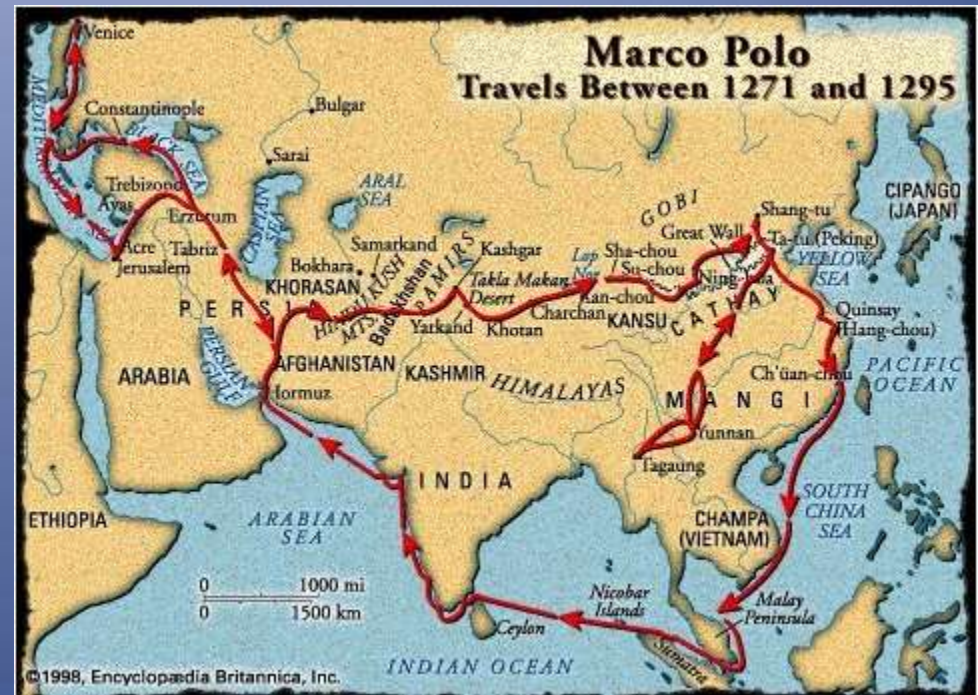 Marco Polo
Travels Between 1271 and 1295
Venice
Constantinople
BLACK SEA
Bulgar
Sarai
CASPIAN
SEA
ARAL
SEA
Trebizond
Ayas
Erzurum
Acre
Jerusalem
Tabriz
Bokhara
Samarkand
KHORASAN
PERSIA
HINDU KUSH
MTS.
Badakhshan
PAMIRS
Kashgar
Takla Makan
Desert
Yarkand
Khotan
Charchan
Lop
Nor
Sha-chou
Su-chou
Kan-chou
KANSU
GOBI
Great Wall
Shang-tu
Ta-tu (Peking)
YELLOW
SEA
CIPANGO
(JAPAN)
CATHAY
Quinsay
(Hang-chou)
PACIFIC
OCEAN
Ch'üan-chou
MANGI
Yunnan
Tagaung
ARABIA
PERSIAN
GULF
AFGHANISTAN
KASHMIR
HIMALAYAS
Hormuz
INDIA
ETHIOPIA
ARABIAN
SEA
CHAMPA
(VIETNAM)
SOUTH
CHINA
SEA
0 1000 mi
0 1500 km
Nicobar
Islands
Malay
Peninsula
Ceylon
Sumatra
INDIAN OCEAN
©1998, Encyclopædia Britannica, Inc.